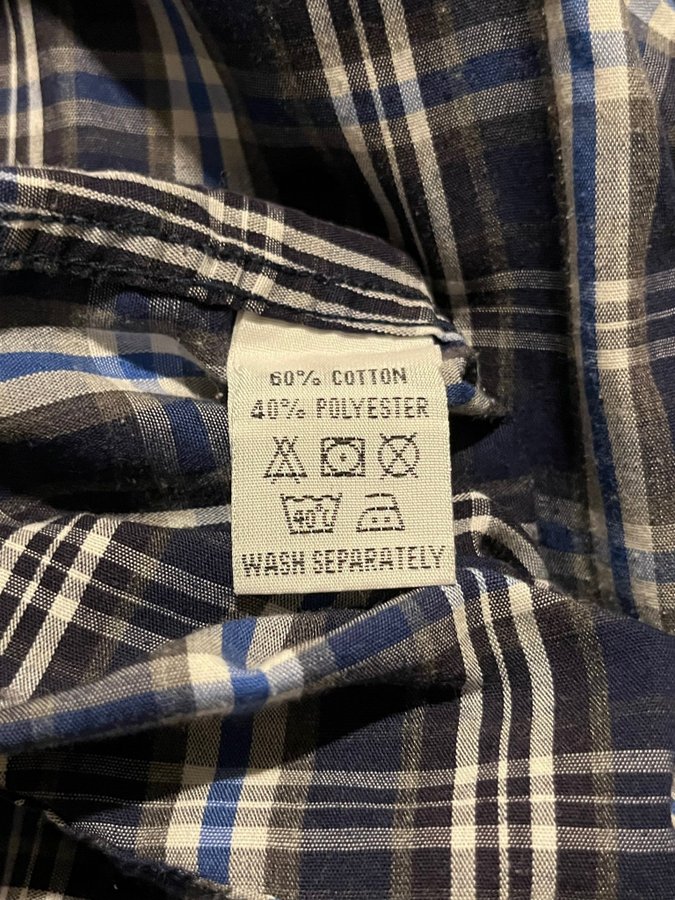 60% COTTON
40% POLYESTER
40°C
WASH SEPARATELY